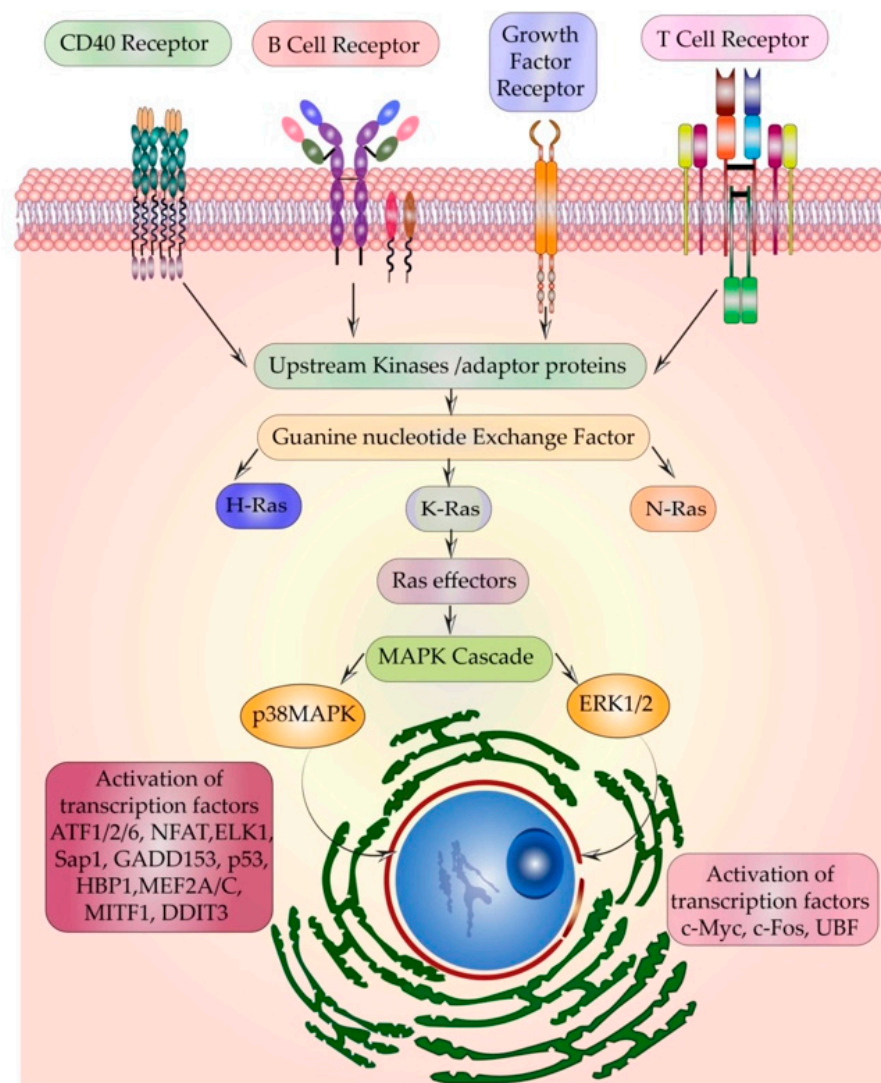 CD40 Receptor
B Cell Receptor
Growth
Factor
Receptor
T Cell Receptor
Upstream Kinases /adaptor proteins
Guanine nucleotide Exchange Factor
H-Ras
K-Ras
N-Ras
Ras effectors
MAPK Cascade
p38MAPK
ERK1/2
Activation of
transcription factors
ATF1/2/6, NFAT,ELK1,
Sap1, GADD153, p53,
HBP1,MEF2A/C,
MITF1, DDIT3
Activation of
transcription factors
c-Myc, c-Fos, UBF